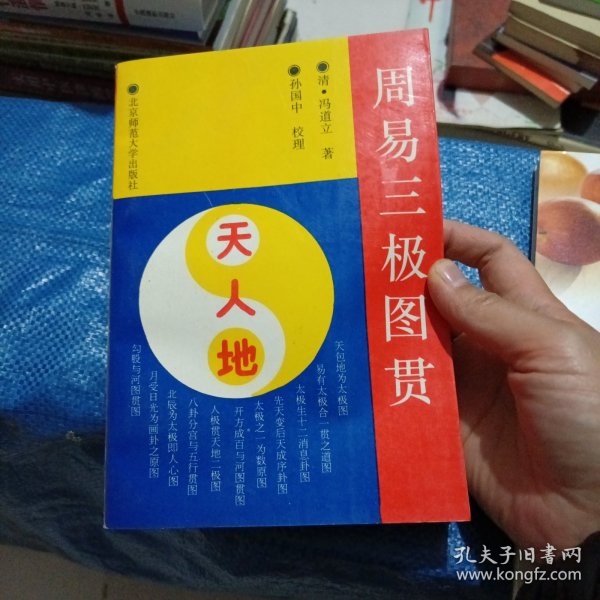 周易三极图贯
清·冯道立 著
孙国中 校理
北京师范大学出版社
天
人
地
天包地为太极图
易有太极合一贯之道图
太极生十二消息卦图
先天变后天成序卦图
太极之一为数原图
开方成百与河图贯图
人极贯天地二极图
八卦分宫与五行贯图
北辰为太极即人心图
月受日光为画卦之原图
勾股与河图贯图
孔夫子旧书网
www.kongfz.com